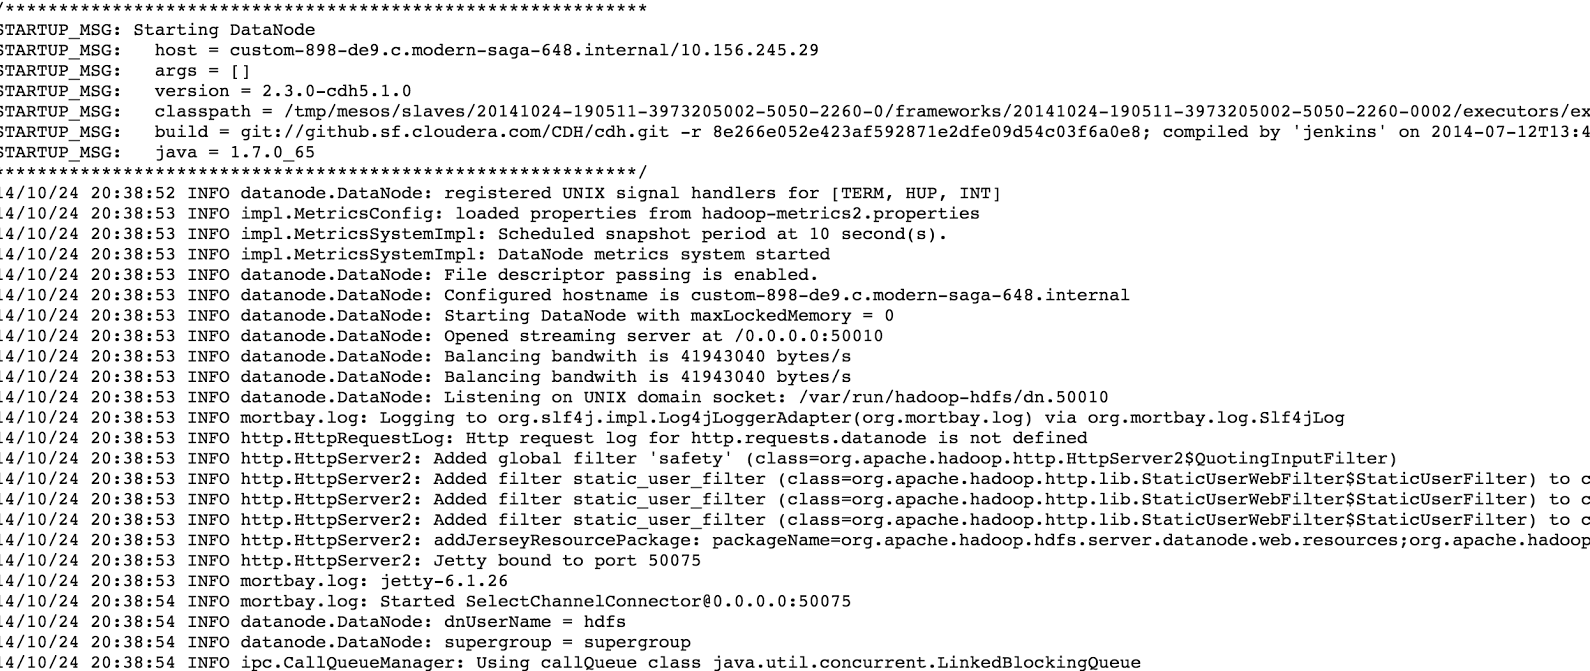 /************************************************************
STARTUP_MSG: Starting DataNode
STARTUP_MSG:   host = custom-898-de9.c.modern-saga-648.internal/10.156.245.29
STARTUP_MSG:   args = []
STARTUP_MSG:   version = 2.3.0-cdh5.1.0
STARTUP_MSG:   classpath = /tmp/mesos/slaves/20141024-190511-3973205002-5050-2260-0/frameworks/20141024-190511-3973205002-5050-2260-0002/executors/ex
STARTUP_MSG:   build = git://github.sf.cloudera.com/CDH/cdh.git -r 8e266e052e423af592871e2dfe09d54c03f6a0e8; compiled by 'jenkins' on 2014-07-12T13:4
STARTUP_MSG:   java = 1.7.0_65
************************************************************/
14/10/24 20:38:52 INFO datanode.DataNode: registered UNIX signal handlers for [TERM, HUP, INT]
14/10/24 20:38:53 INFO impl.MetricsConfig: loaded properties from hadoop-metrics2.properties
14/10/24 20:38:53 INFO impl.MetricsSystemImpl: Scheduled snapshot period at 10 second(s).
14/10/24 20:38:53 INFO impl.MetricsSystemImpl: DataNode metrics system started
14/10/24 20:38:53 INFO datanode.DataNode: File descriptor passing is enabled.
14/10/24 20:38:53 INFO datanode.DataNode: Configured hostname is custom-898-de9.c.modern-saga-648.internal
14/10/24 20:38:53 INFO datanode.DataNode: Starting DataNode with maxLockedMemory = 0
14/10/24 20:38:53 INFO datanode.DataNode: Opened streaming server at /0.0.0.0:50010
14/10/24 20:38:53 INFO datanode.DataNode: Balancing bandwith is 41943040 bytes/s
14/10/24 20:38:53 INFO datanode.DataNode: Balancing bandwith is 41943040 bytes/s
14/10/24 20:38:53 INFO datanode.DataNode: Listening on UNIX domain socket: /var/run/hadoop-hdfs/dn.50010
14/10/24 20:38:53 INFO mortbay.log: Logging to org.slf4j.impl.Log4jLoggerAdapter(org.mortbay.log) via org.mortbay.log.Slf4jLog
14/10/24 20:38:53 INFO http.HttpRequestLog: Http request log for http.requests.datanode is not defined
14/10/24 20:38:53 INFO http.HttpServer2: Added global filter 'safety' (class=org.apache.hadoop.http.HttpServer2$QuotingInputFilter)
14/10/24 20:38:53 INFO http.HttpServer2: Added filter static_user_filter (class=org.apache.hadoop.http.lib.StaticUserWebFilter$StaticUserFilter) to c
14/10/24 20:38:53 INFO http.HttpServer2: Added filter static_user_filter (class=org.apache.hadoop.http.lib.StaticUserWebFilter$StaticUserFilter) to c
14/10/24 20:38:53 INFO http.HttpServer2: Added filter static_user_filter (class=org.apache.hadoop.http.lib.StaticUserWebFilter$StaticUserFilter) to c
14/10/24 20:38:53 INFO http.HttpServer2: addJerseyResourcePackage: packageName=org.apache.hadoop.hdfs.server.datanode.web.resources;org.apache.hadoop
14/10/24 20:38:53 INFO http.HttpServer2: Jetty bound to port 50075
14/10/24 20:38:53 INFO mortbay.log: jetty-6.1.26
14/10/24 20:38:54 INFO mortbay.log: Started SelectChannelConnector@0.0.0.0:50075
14/10/24 20:38:54 INFO datanode.DataNode: dnUserName = hdfs
14/10/24 20:38:54 INFO datanode.DataNode: supergroup = supergroup
14/10/24 20:38:54 INFO ipc.CallQueueManager: Using callQueue class java.util.concurrent.LinkedBlockingQueue